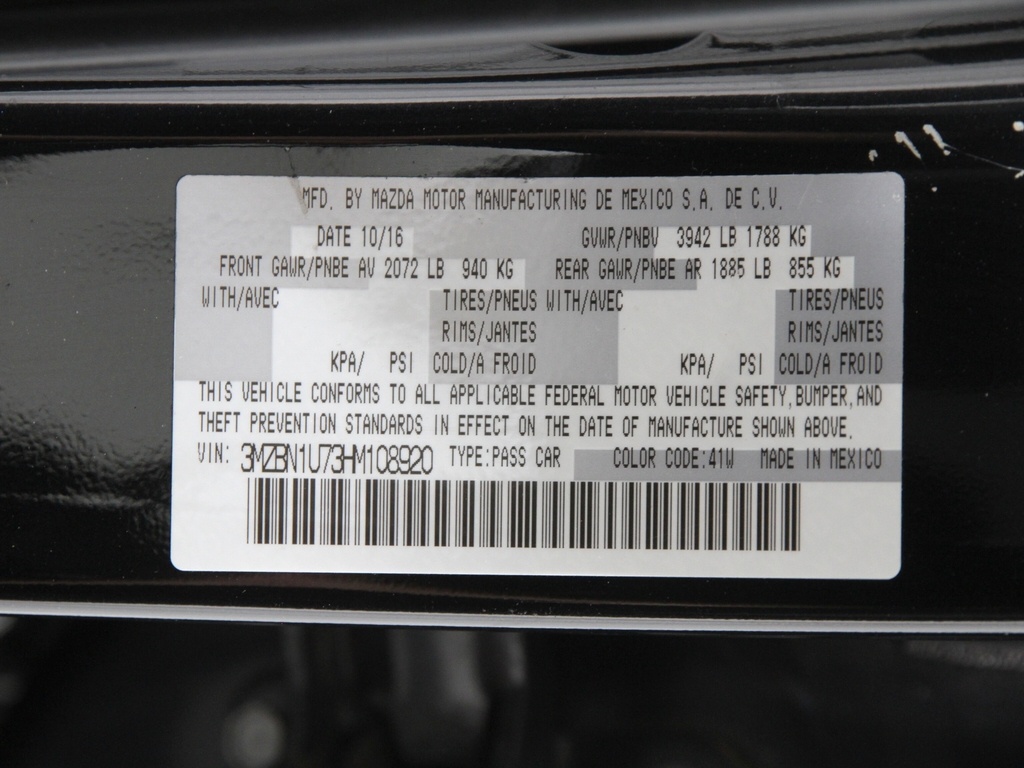 MFD. BY MAZDA MOTOR MANUFACTURING DE MEXICO S.A. DE C.V.
DATE 10/16 GVWR/PNBV 3942 LB 1788 KG
FRONT GAWR/PNBE AV 2072 LB 940 KG REAR GAWR/PNBE AR 1885 LB 855 KG
WITH/AVEC TIRES/PNEUS WITH/AVEC TIRES/PNEUS
RIMS/JANTES RIMS/JANTES
KPA/ PSI COLD/A FROID KPA/ PSI COLD/A FROID
THIS VEHICLE CONFORMS TO ALL APPLICABLE FEDERAL MOTOR VEHICLE SAFETY, BUMPER, AND
THEFT PREVENTION STANDARDS IN EFFECT ON THE DATE OF MANUFACTURE SHOWN ABOVE.
VIN: 3MZBN1U73HM108920 TYPE:PASS CAR COLOR CODE:41W MADE IN MEXICO